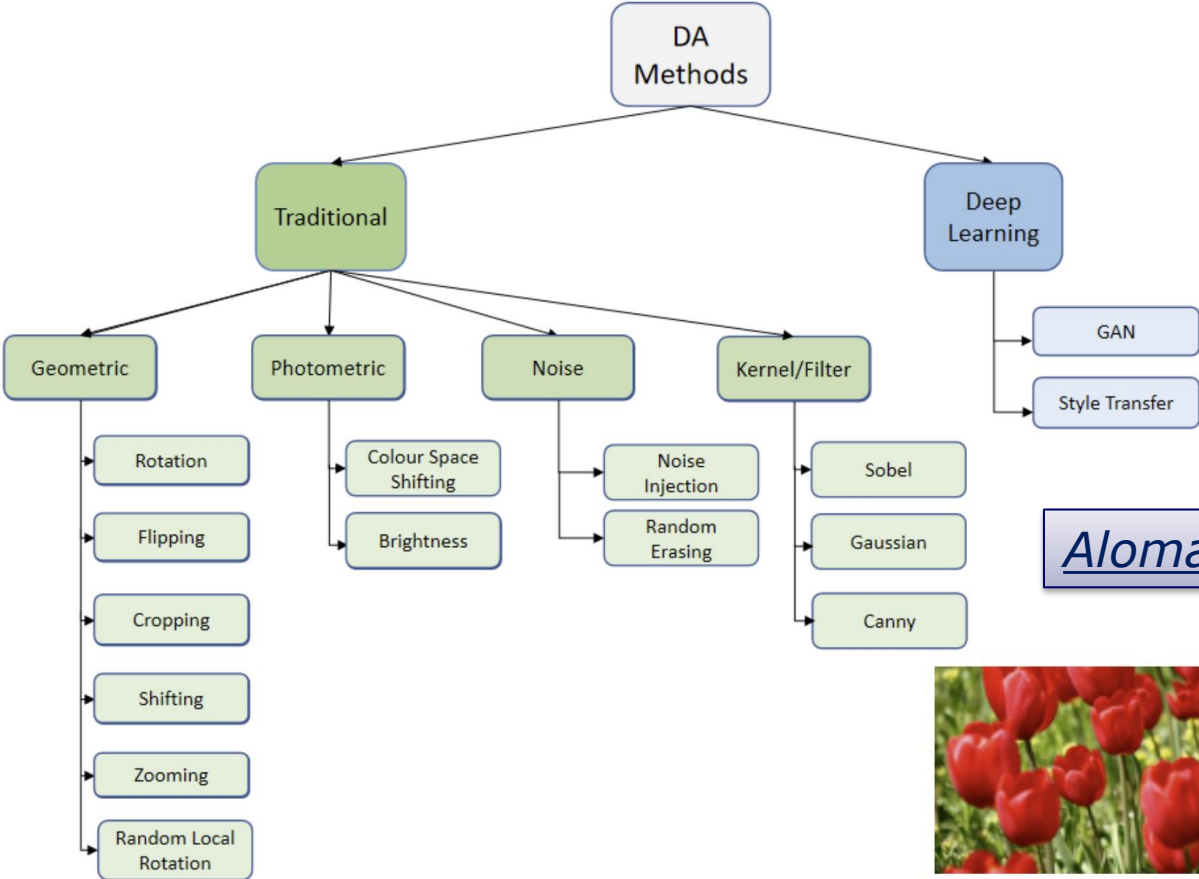 DA
Methods
Traditional
Deep
Learning
Geometric
Photometric
Noise
Kernel/Filter
GAN
Style Transfer
Rotation
Flipping
Cropping
Shifting
Zooming
Random Local
Rotation
Colour Space
Shifting
Brightness
Noise
Injection
Random
Erasing
Sobel
Gaussian
Canny